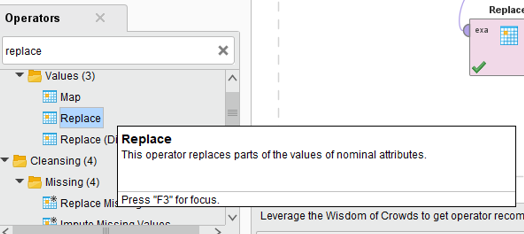 Operators
replace
Values (3)
Map
Replace
Replace (Di
Cleansing (4)
Missing (4)
Replace Missing
Impute Missing Values
Replace
This operator replaces parts of the values of nominal attributes.
Press "F3" for focus.
Replace
exa
Leverage the Wisdom of Crowds to get operator recom